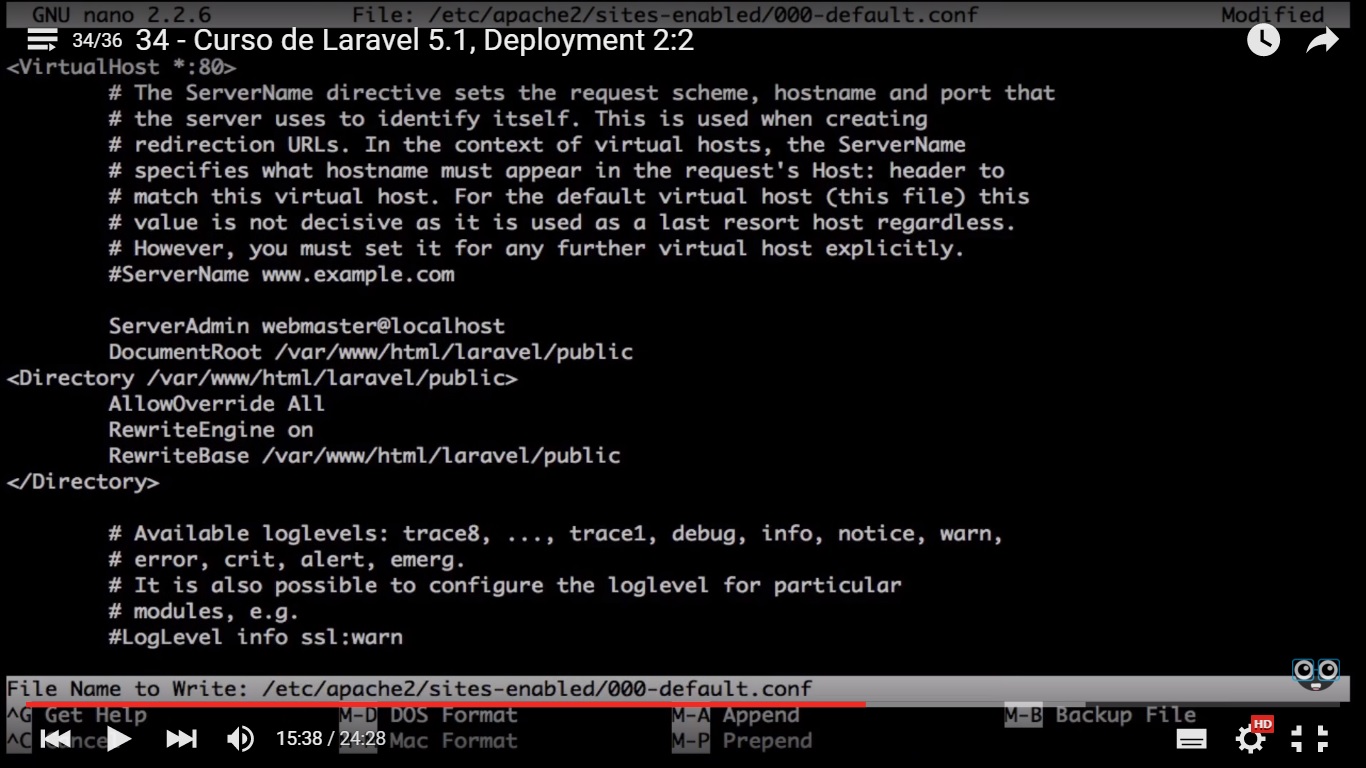 GNU nano 2.2.6 File: /etc/apache2/sites-enabled/000-default.conf Modified
34/36 34 - Curso de Laravel 5.1, Deployment 2:2
<VirtualHost *:80>
# The ServerName directive sets the request scheme, hostname and port that
# the server uses to identify itself. This is used when creating
# redirection URLs. In the context of virtual hosts, the ServerName
# specifies what hostname must appear in the request's Host: header to
# match this virtual host. For the default virtual host (this file) this
# value is not decisive as it is used as a last resort host regardless.
# However, you must set it for any further virtual host explicitly.
#ServerName www.example.com
ServerAdmin webmaster@localhost
DocumentRoot /var/www/html/laravel/public
<Directory /var/www/html/laravel/public>
AllowOverride All
RewriteEngine on
RewriteBase /var/www/html/laravel/public
</Directory>
# Available loglevels: trace8, ..., trace1, debug, info, notice, warn,
# error, crit, alert, emerg.
# It is also possible to configure the loglevel for particular
# modules, e.g.
#LogLevel info ssl:warn
File Name to Write: /etc/apache2/sites-enabled/000-default.conf
^G Get Help M-D DOS Format M-A Append M-B Backup File
^C Mac Format M-P Prepend
15:38 / 24:28 HD